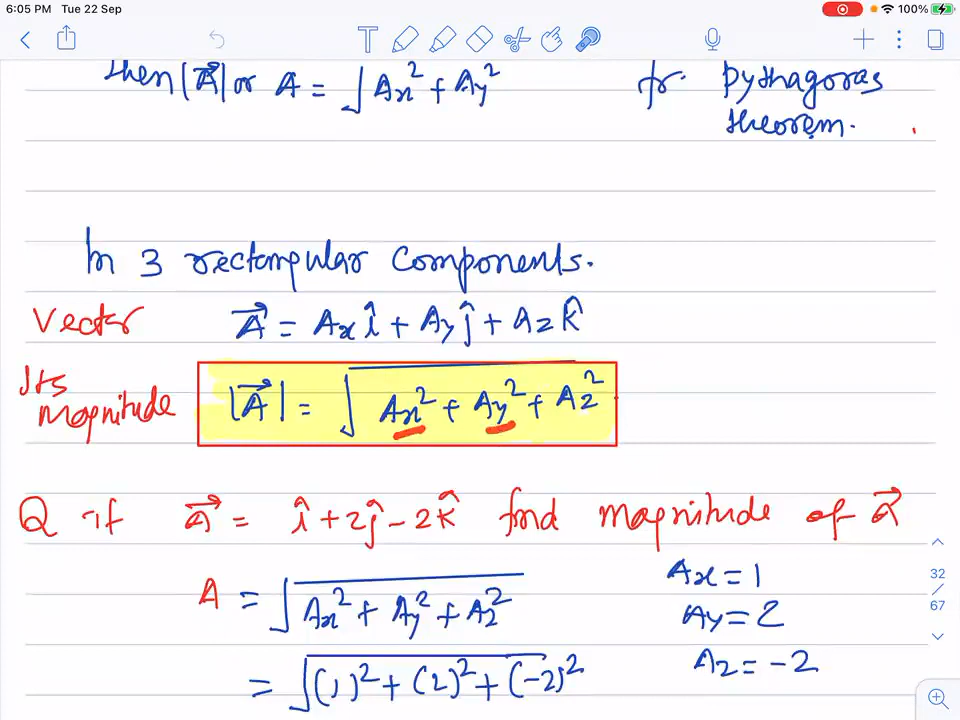 6:05 PM Tue 22 Sep 100%
then |A⃗| or A = √Ax² + Ay² fr. Pythagoras
theorem.
In 3 rectangular components.
Vector A⃗ = Ax î + Ay ĵ + Az k̂
Its
magnitude |A⃗| = √Ax² + Ay² + Az²
Q if A⃗ = î + 2ĵ - 2k̂ find magnitude of A⃗
A = √Ax² + Ay² + Az² Ax = 1
Ay = 2
= √(1)² + (2)² + (-2)² Az = -2
32
/
67